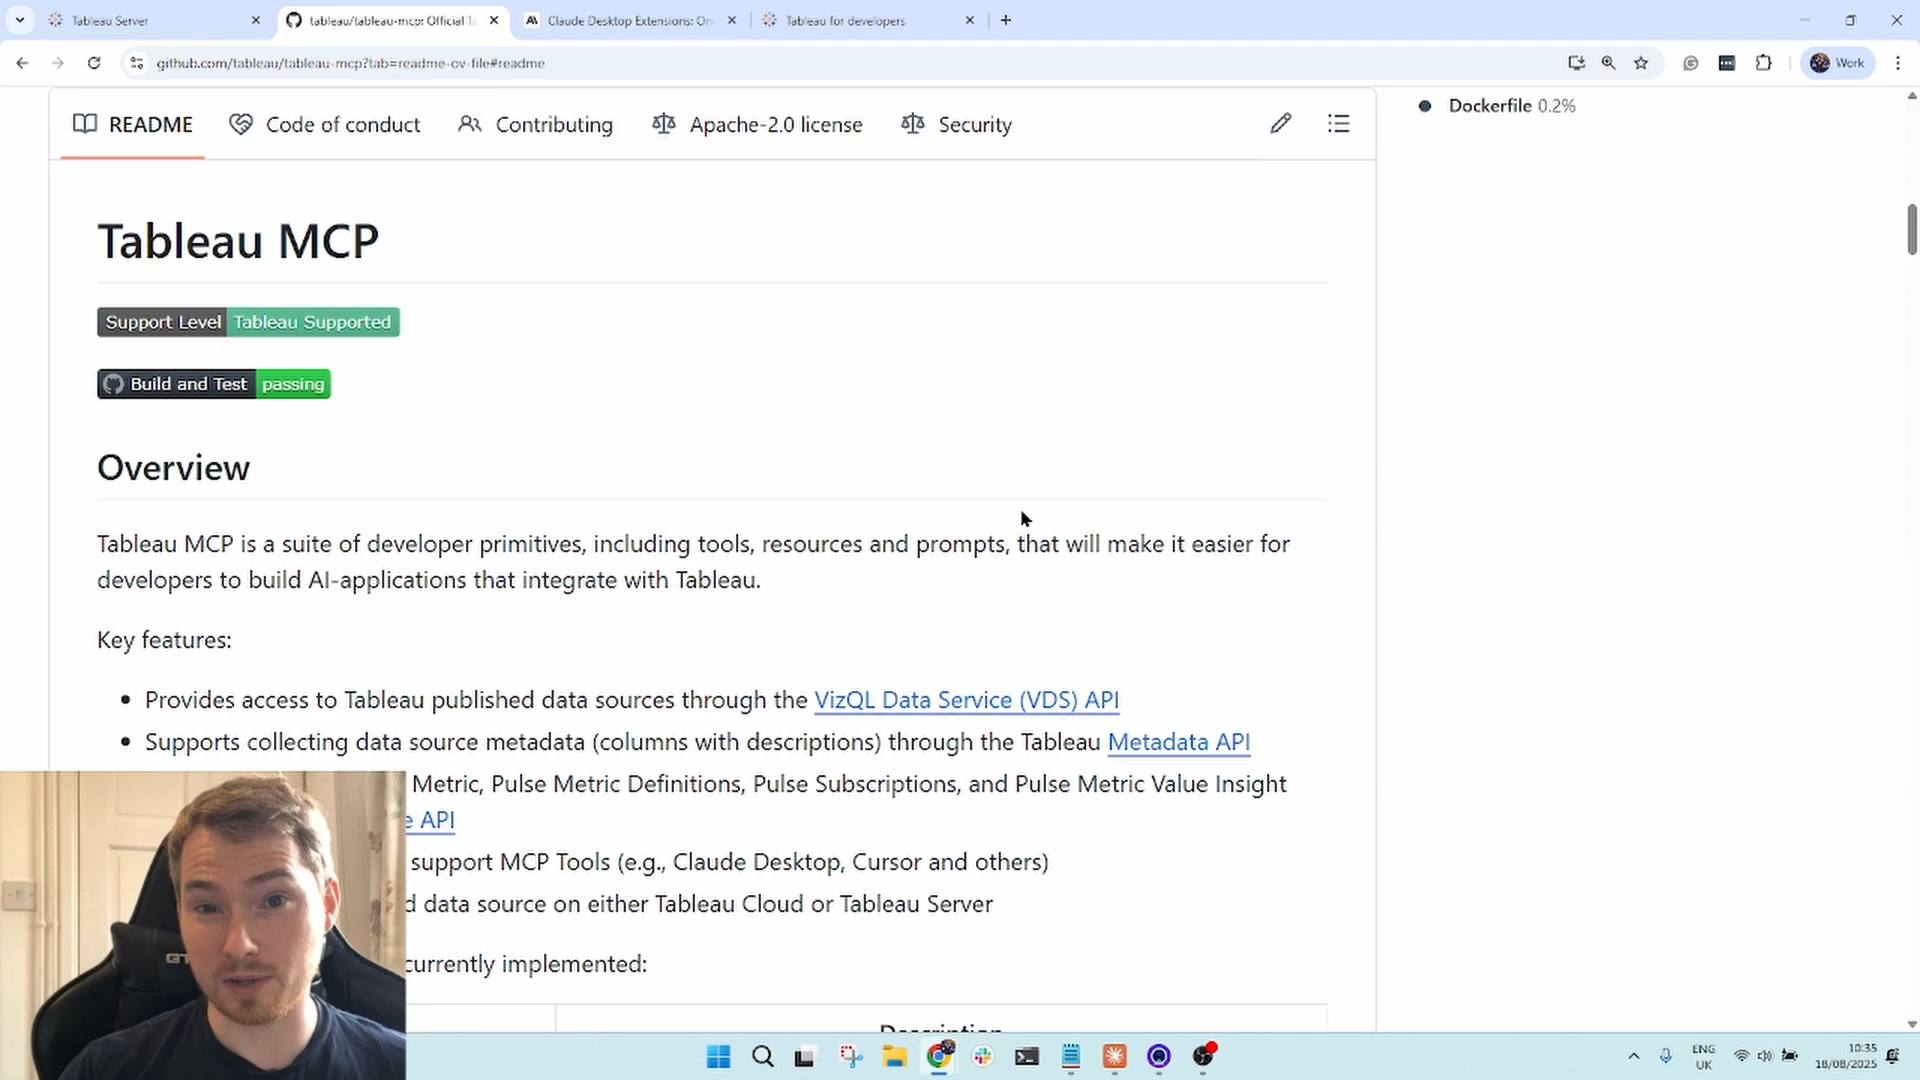 Tableau Server
tableau/tableau-mcp: Official Ta
Claude Desktop Extensions: On
Tableau for developers
github.com/tableau/tableau-mcp?tab=readme-ov-file#readme
Work
README
Code of conduct
Contributing
Apache-2.0 license
Security
Dockerfile 0.2%
Tableau MCP
Support Level Tableau Supported
Build and Test passing
Overview
Tableau MCP is a suite of developer primitives, including tools, resources and prompts, that will make it easier for
developers to build AI-applications that integrate with Tableau.
Key features:
Provides access to Tableau published data sources through the VizQL Data Service (VDS) API
Supports collecting data source metadata (columns with descriptions) through the Tableau Metadata API
Metric, Pulse Metric Definitions, Pulse Subscriptions, and Pulse Metric Value Insight
e API
support MCP Tools (e.g., Claude Desktop, Cursor and others)
d data source on either Tableau Cloud or Tableau Server
currently implemented:
Description
GT
ENG
UK
10:35
18/08/2025